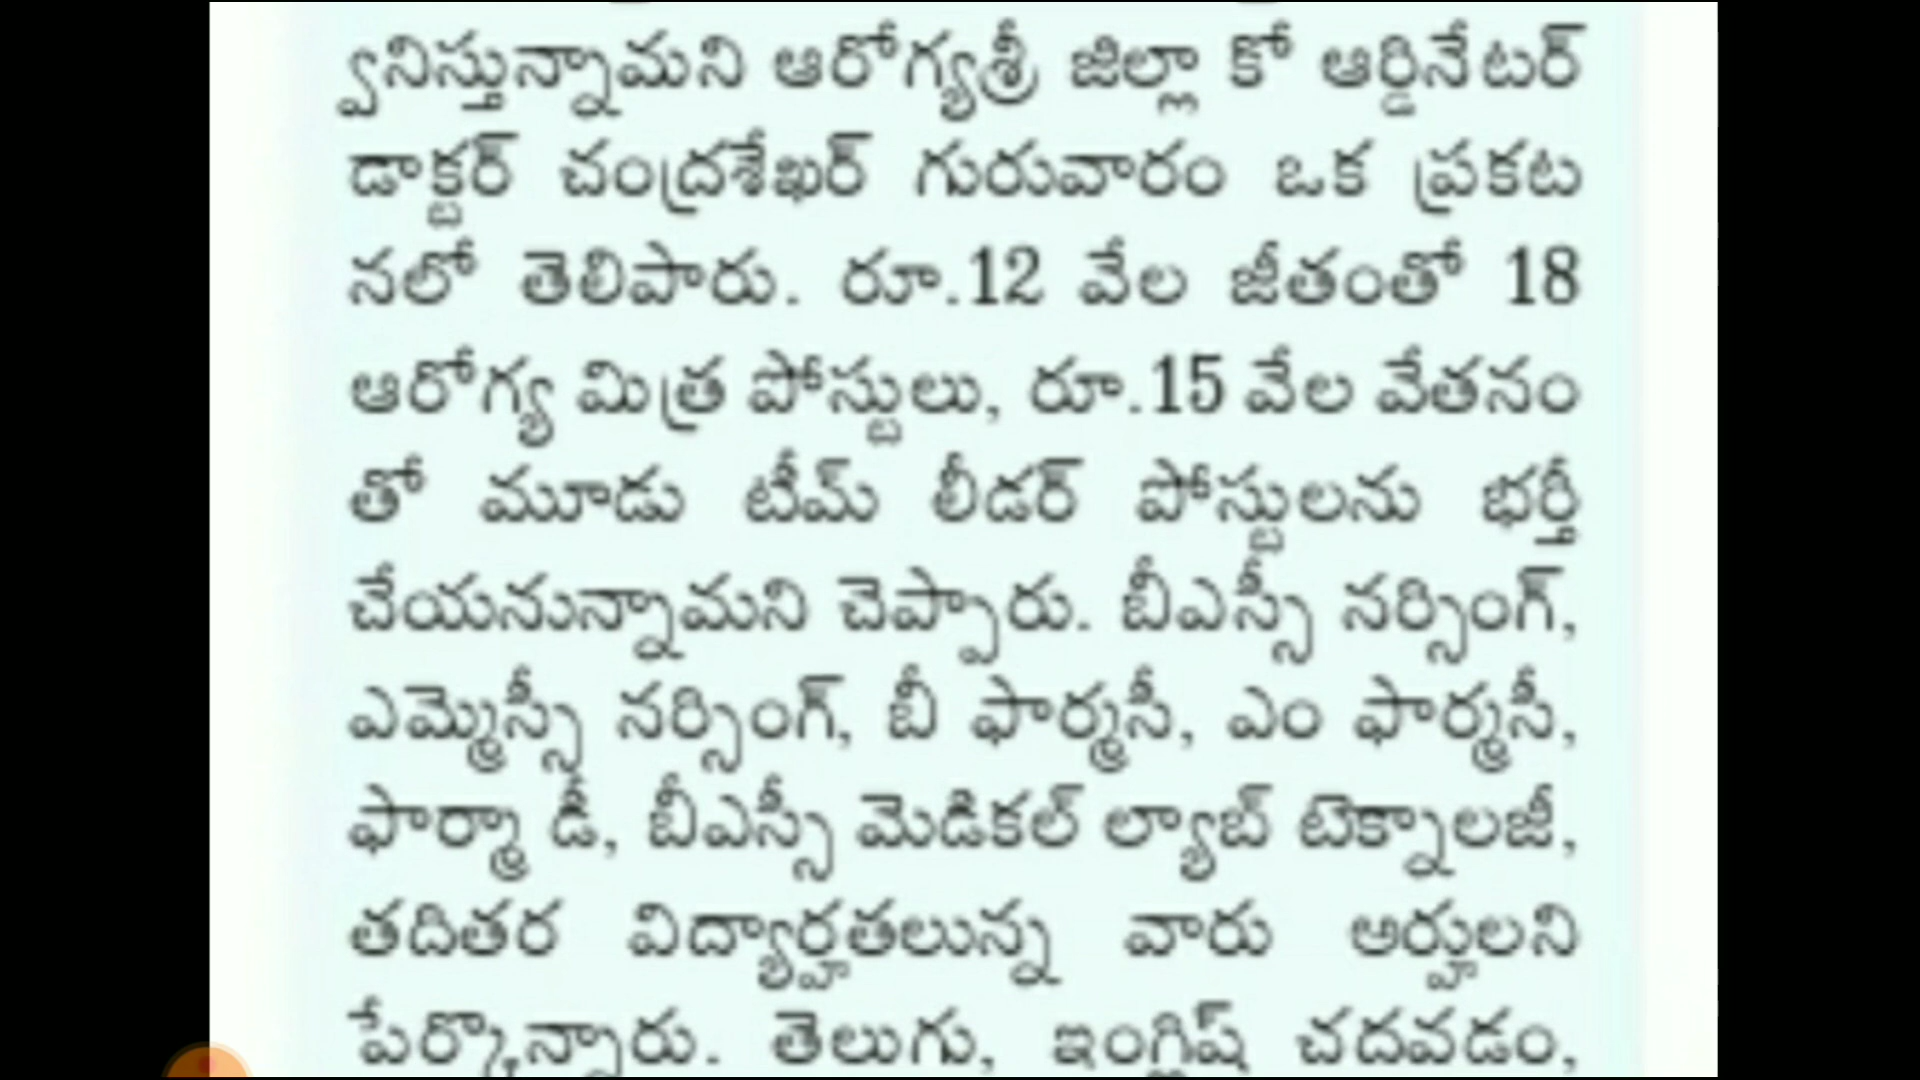 ్వనిస్తున్నామని ఆరోగ్యశ్రీ జిల్లా కో ఆర్డినేటర్
డాక్టర్ చంద్రశేఖర్ గురువారం ఒక ప్రకట
నలో తెలిపారు. రూ.12 వేల జీతంతో 18
ఆరోగ్య మిత్ర పోస్టులు, రూ.15 వేల వేతనం
తో మూడు టీమ్ లీడర్ పోస్టులను భర్తీ
చేయనున్నామని చెప్పారు. బీఎస్సీ నర్సింగ్,
ఎమ్మెస్సీ నర్సింగ్, బీ ఫార్మసీ, ఎం ఫార్మసీ,
ఫార్మా డీ, బీఎస్సీ మెడికల్ ల్యాబ్ టెక్నాలజీ,
తదితర విద్యార్హతలున్న వారు అర్హులని
పేర్కొన్నారు. తెలుగు, ఇంగ్లిష్ చదవడం,